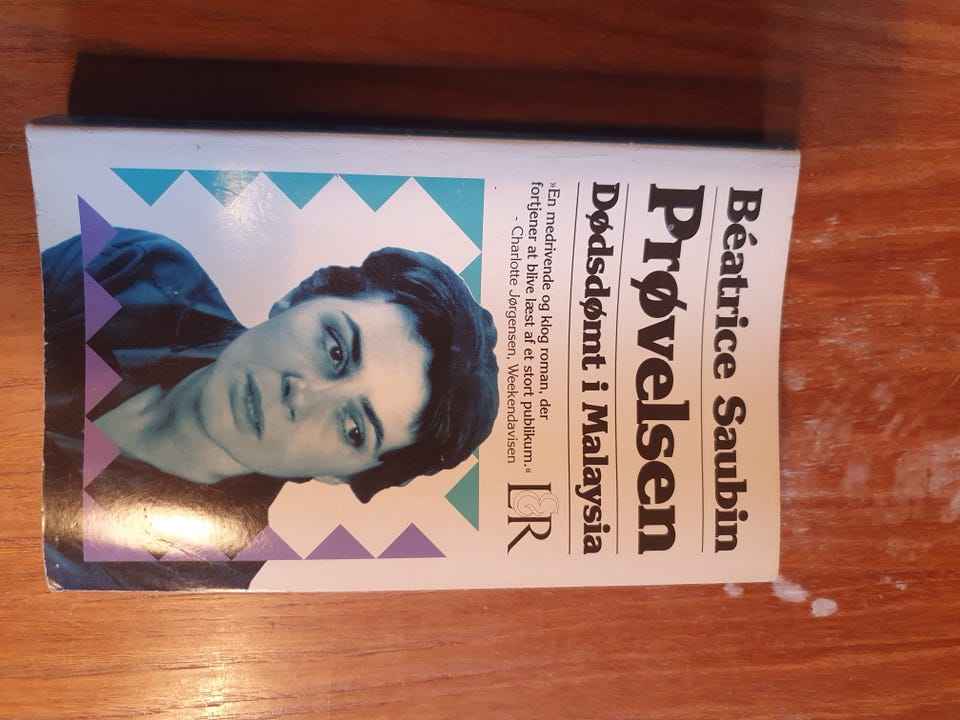 Béatrice Saubin
Prøvelsen
Dødsdømt i Malaysia
»En medrivende og klog roman, der
fortjener at blive læst af et stort publikum.«
- Charlotte Jørgensen, Weekendavisen
L&R